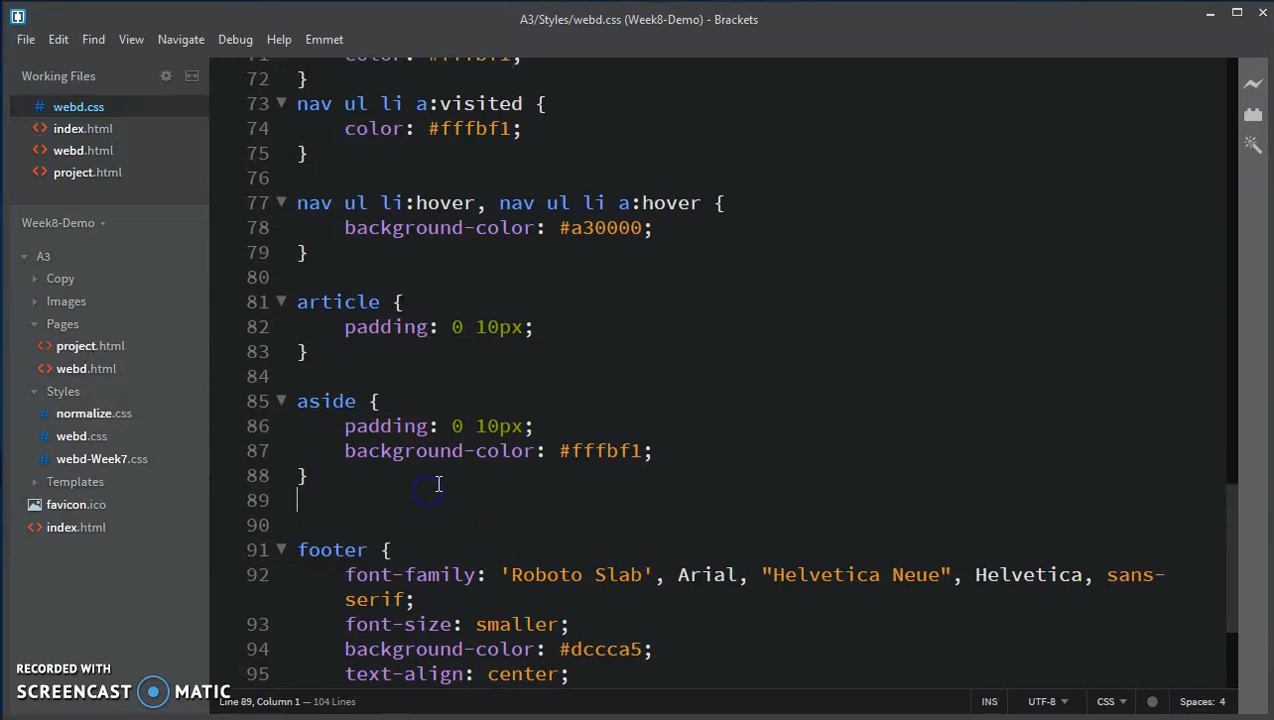 A3/Styles/webd.css (Week8-Demo) - Brackets
File Edit Find View Navigate Debug Help Emmet
Working Files
webd.css
index.html
webd.html
project.html
Week8-Demo
A3
Copy
Images
Pages
project.html
webd.html
Styles
normalize.css
webd.css
webd-Week7.css
Templates
favicon.ico
index.html
RECORDED WITH
SCREENCAST MATIC
71 color: #fffbf1;
72 }
73 nav ul li a:visited {
74 color: #fffbf1;
75 }
76
77 nav ul li:hover, nav ul li a:hover {
78 background-color: #a30000;
79 }
80
81 article {
82 padding: 0 10px;
83 }
84
85 aside {
86 padding: 0 10px;
87 background-color: #fffbf1;
88 }
89
90
91 footer {
92 font-family: 'Roboto Slab', Arial, "Helvetica Neue", Helvetica, sans-
serif;
93 font-size: smaller;
94 background-color: #dccca5;
95 text-align: center;
Line 89, Column 1 — 104 Lines
INS UTF-8 CSS Spaces: 4